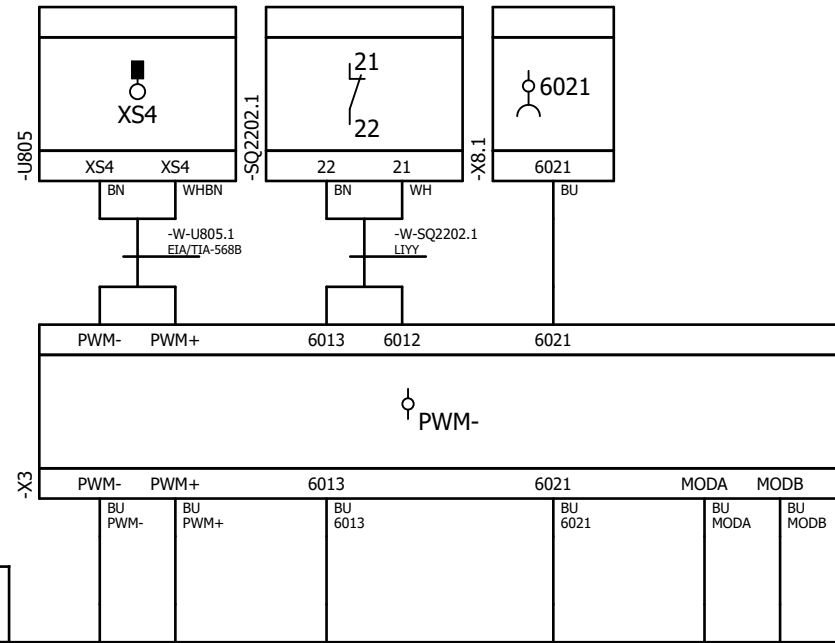 XS4
-U805
XS4 XS4
BN WHBN
-W-U805.1
EIA/TIA-568B
21
22
-SQ2202.1
22 21
BN WH
-W-SQ2202.1
LIYY
6021
-X8.1
6021
BU
PWM- PWM+ 6013 6012 6021
PWM-
-X3
PWM- PWM+ 6013 6021 MODA MODB
BU BU BU BU BU BU
PWM- PWM+ 6013 6021 MODA MODB